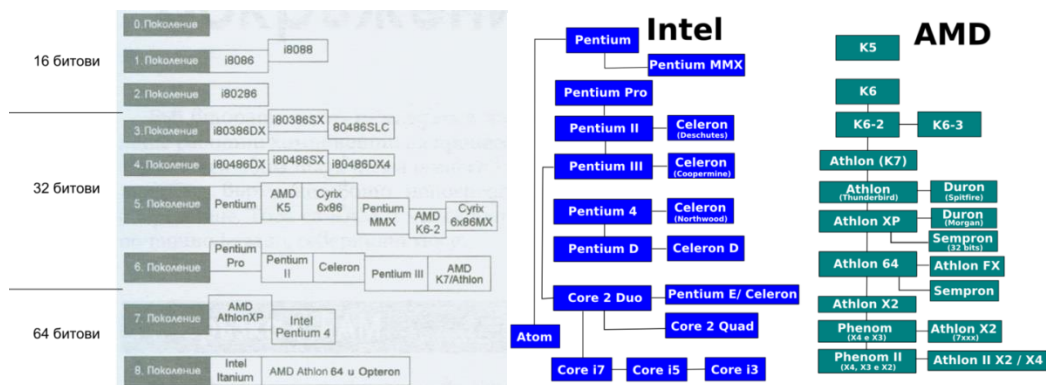 16 битови
32 битови
64 битови
0.Поколение
1. Поколение
i8086
i8088
2. Поколение
i80286
3. Поколение
i80386DX
i80386SX
80486SLC
4. Поколение
i80486DX
i80486SX
i80486DX4
5. Поколение
Pentium
AMD
K5
Cyrix
6x86
Pentium
MMX
AMD
K6-2
Cyrix
6x86MX
6. Поколение
Pentium
Pro
Pentium
II
Celeron
Pentium III
AMD
K7/Athlon
7. Поколение
AMD
AthlonXP
Intel
Pentium 4
8. Поколение
Intel
Itanium
AMD Athlon 64 и Opteron
Intel
Pentium
Pentium MMX
Pentium Pro
Pentium II
Celeron
(Deschutes)
Pentium III
Celeron
(Coopermine)
Pentium 4
Celeron
(Northwood)
Pentium D
Celeron D
Core 2 Duo
Pentium E/ Celeron
Core 2 Quad
Atom
Core i7
Core i5
Core i3
AMD
K5
K6
K6-2
K6-3
Athlon (K7)
Athlon
(Thunderbird)
Duron
(Spitfire)
Athlon XP
Duron
(Morgan)
Sempron
(32 bits)
Athlon 64
Athlon FX
Sempron
Athlon X2
Phenom
(X4 e X3)
Athlon X2
(7xxx)
Phenom II
(X4, X3 e X2)
Athlon II X2 / X4